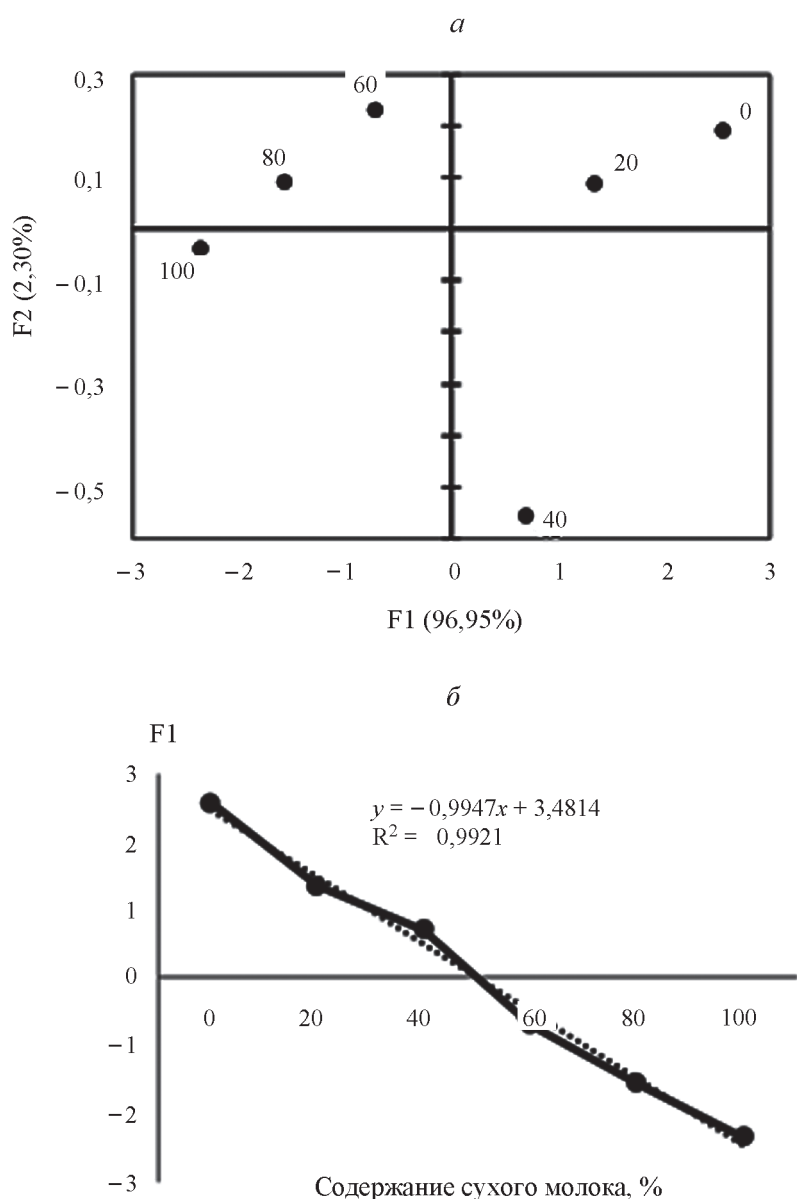 а
0,3
60
0
80
20
0,1
100
−0,1
−0,3
−0,5
40
F2 (2,30%)
−3 −2 −1 0 1 2 3
F1 (96,95%)
б
F1
3
y = −0,9947x + 3,4814
R² = 0,9921
2
1
0
0 20 40 60 80 100
−1
−2
−3
Содержание сухого молока, %